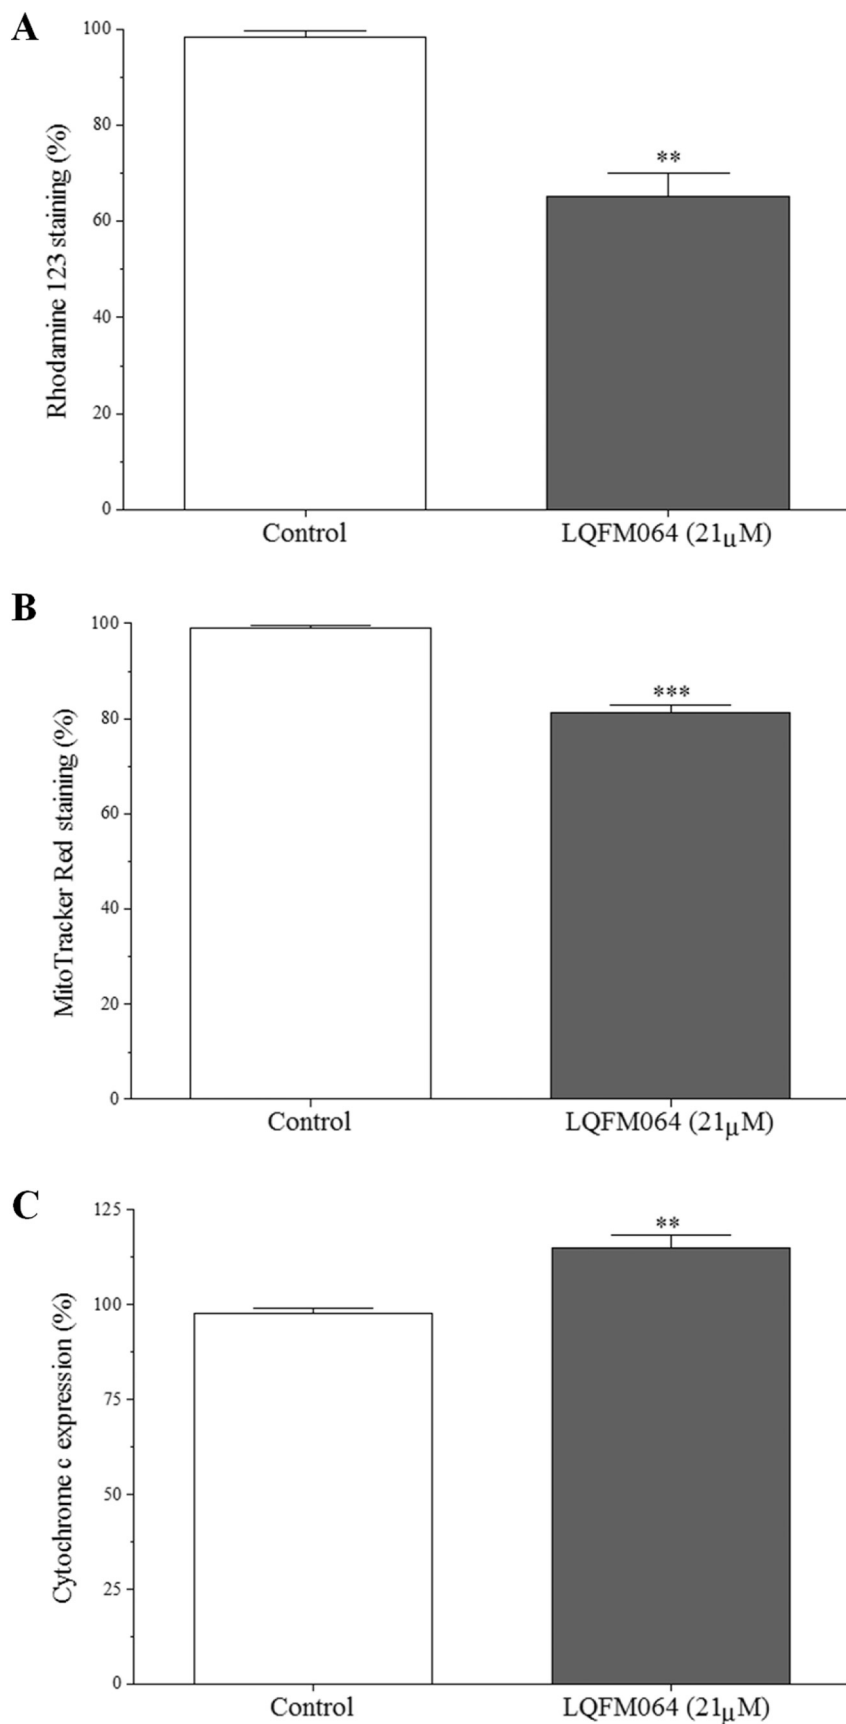 A
100
80
60
40
20
0
Rhodamine 123 staining (%)
**
Control
LQFM064 (21μM)
B
100
80
60
40
20
0
MitoTracker Red staining (%)
***
Control
LQFM064 (21μM)
C
125
100
75
50
25
0
Cytochrome c expression (%)
**
Control
LQFM064 (21μM)